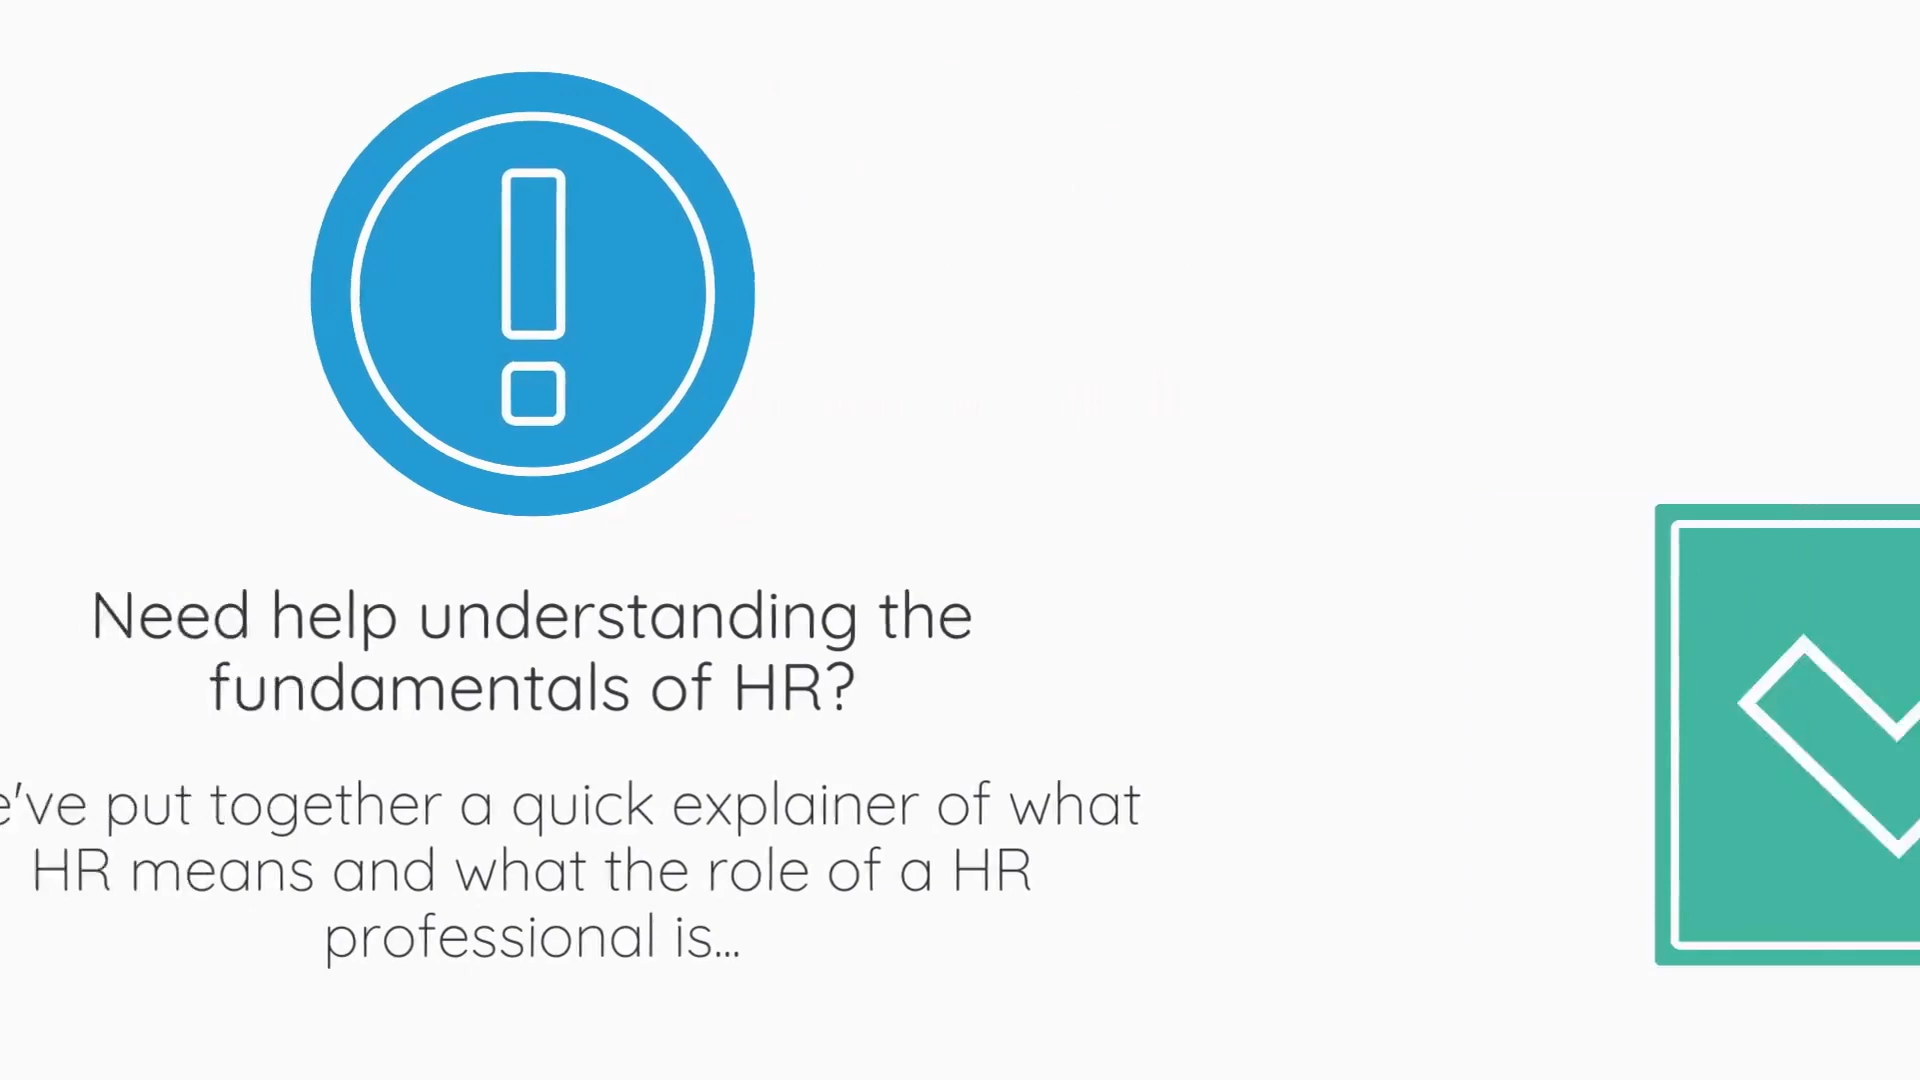 Need help understanding the
fundamentals of HR?
e've put together a quick explainer of what
HR means and what the role of a HR
professional is...